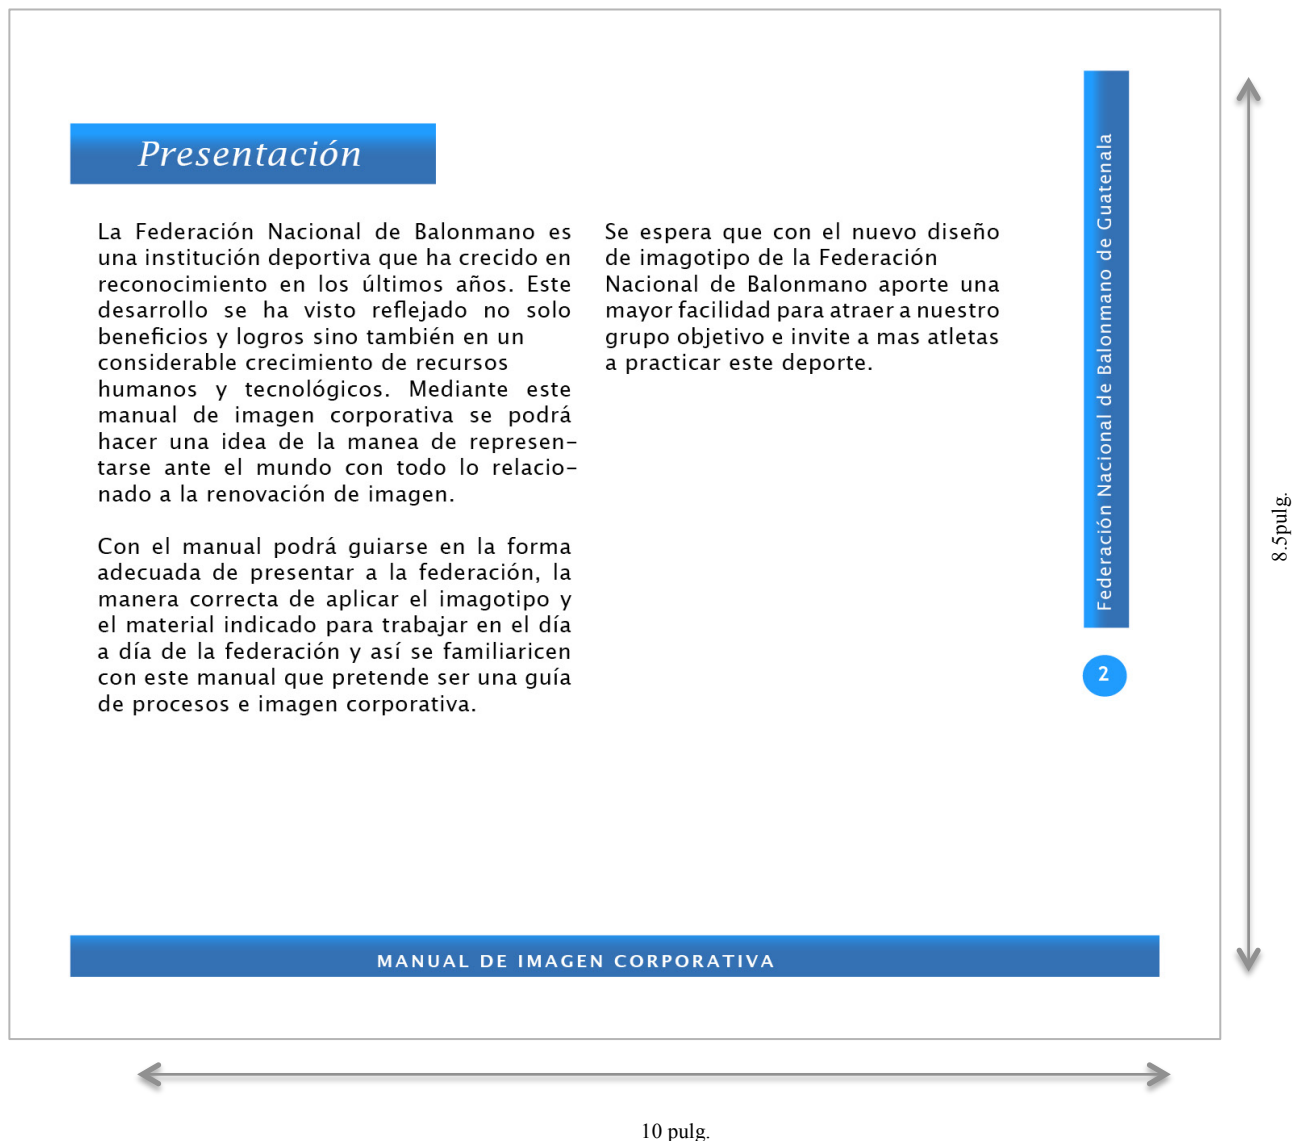 Presentación
La Federación Nacional de Balonmano es
una institución deportiva que ha crecido en
reconocimiento en los últimos años. Este
desarrollo se ha visto reflejado no solo
beneficios y logros sino también en un
considerable crecimiento de recursos
humanos y tecnológicos. Mediante este
manual de imagen corporativa se podrá
hacer una idea de la manea de represen-
tarse ante el mundo con todo lo relacio-
nado a la renovación de imagen.
Con el manual podrá guiarse en la forma
adecuada de presentar a la federación, la
manera correcta de aplicar el imagotipo y
el material indicado para trabajar en el día
a día de la federación y así se familiaricen
con este manual que pretende ser una guía
de procesos e imagen corporativa.
Se espera que con el nuevo diseño
de imagotipo de la Federación
Nacional de Balonmano aporte una
mayor facilidad para atraer a nuestro
grupo objetivo e invite a mas atletas
a practicar este deporte.
Federación Nacional de Balonmano de Guatenala
2
MANUAL DE IMAGEN CORPORATIVA
8.5pulg.
10 pulg.